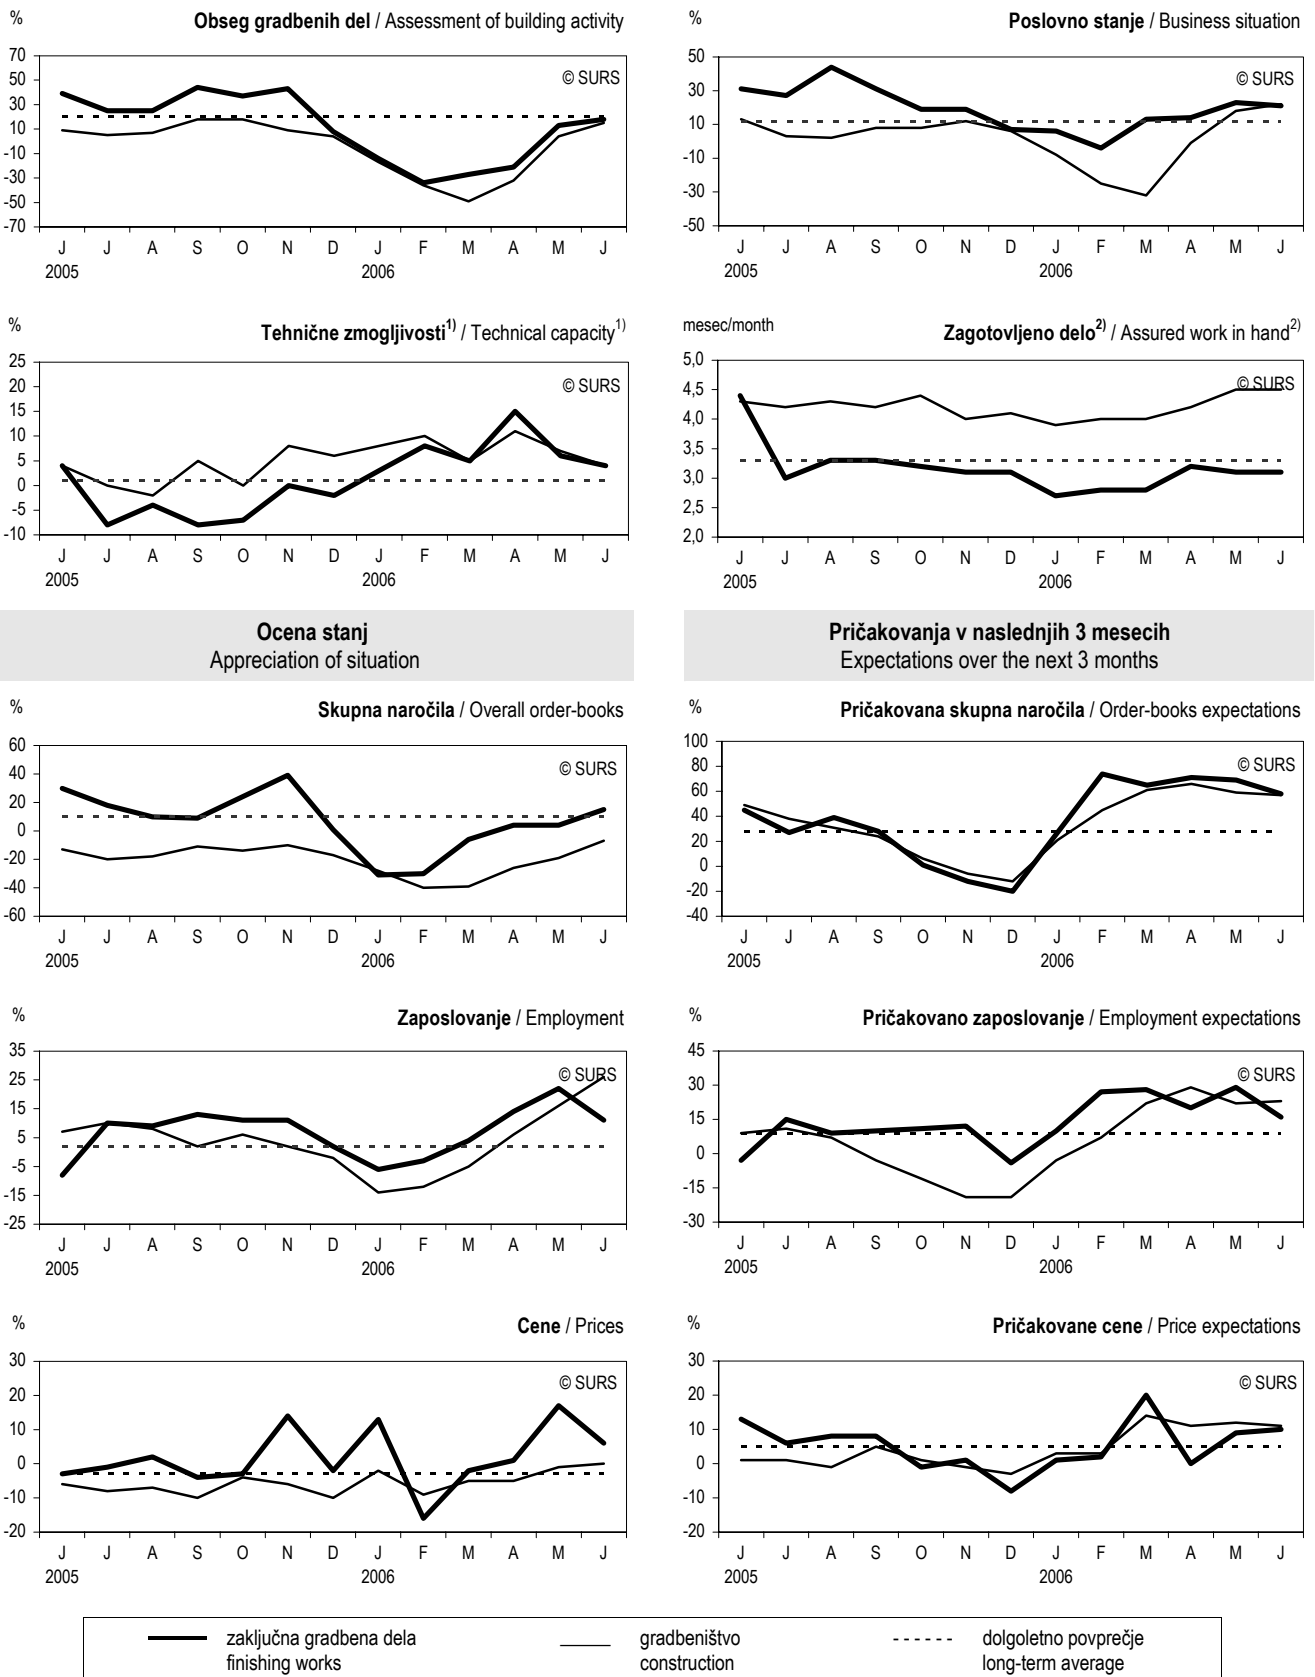 %
Obseg gradbenih del / Assessment of building activity
70
50
30
10
-10
-30
-50
-70
© SURS
J J A S O N D J F M A M J
2005 2006
%
Poslovno stanje / Business situation
50
30
10
-10
-30
-50
© SURS
J J A S O N D J F M A M J
2005 2006
%
Tehnične zmogljivosti1) / Technical capacity1)
25
20
15
10
5
0
-5
-10
© SURS
J J A S O N D J F M A M J
2005 2006
mesec/month
Zagotovljeno delo2) / Assured work in hand2)
5,0
4,5
4,0
3,5
3,0
2,5
2,0
© SURS
J J A S O N D J F M A M J
2005 2006
Ocena stanj
Appreciation of situation
Pričakovanja v naslednjih 3 mesecih
Expectations over the next 3 months
%
Skupna naročila / Overall order-books
60
40
20
0
-20
-40
-60
© SURS
J J A S O N D J F M A M J
2005 2006
%
Pričakovana skupna naročila / Order-books expectations
100
80
60
40
20
0
-20
-40
© SURS
J J A S O N D J F M A M J
2005 2006
%
Zaposlovanje / Employment
35
25
15
5
-5
-15
-25
© SURS
J J A S O N D J F M A M J
2005 2006
%
Pričakovano zaposlovanje / Employment expectations
45
30
15
0
-15
-30
© SURS
J J A S O N D J F M A M J
2005 2006
%
Cene / Prices
30
20
10
0
-10
-20
© SURS
J J A S O N D J F M A M J
2005 2006
%
Pričakovane cene / Price expectations
30
20
10
0
-10
-20
© SURS
J J A S O N D J F M A M J
2005 2006
zaključna gradbena dela
finishing works
gradbeništvo
construction
dolgoletno povprečje
long-term average